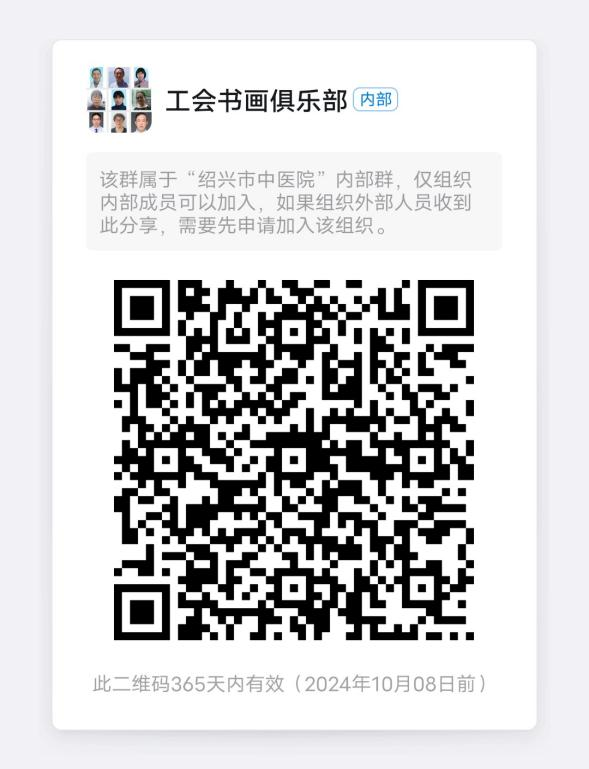 工会书画俱乐部 内部
该群属于“绍兴市中医院”内部群，仅组织
内部成员可以加入，如果组织外部人员收到
此分享，需要先申请加入该组织。
此二维码365天内有效（2024年10月08日前）